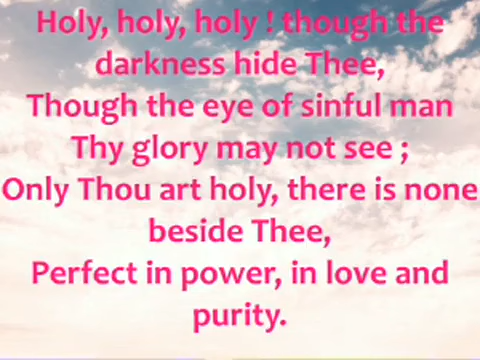 Holy, holy, holy ! though the
darkness hide Thee,
Though the eye of sinful man
Thy glory may not see ;
Only Thou art holy, there is none
beside Thee,
Perfect in power, in love and
purity.